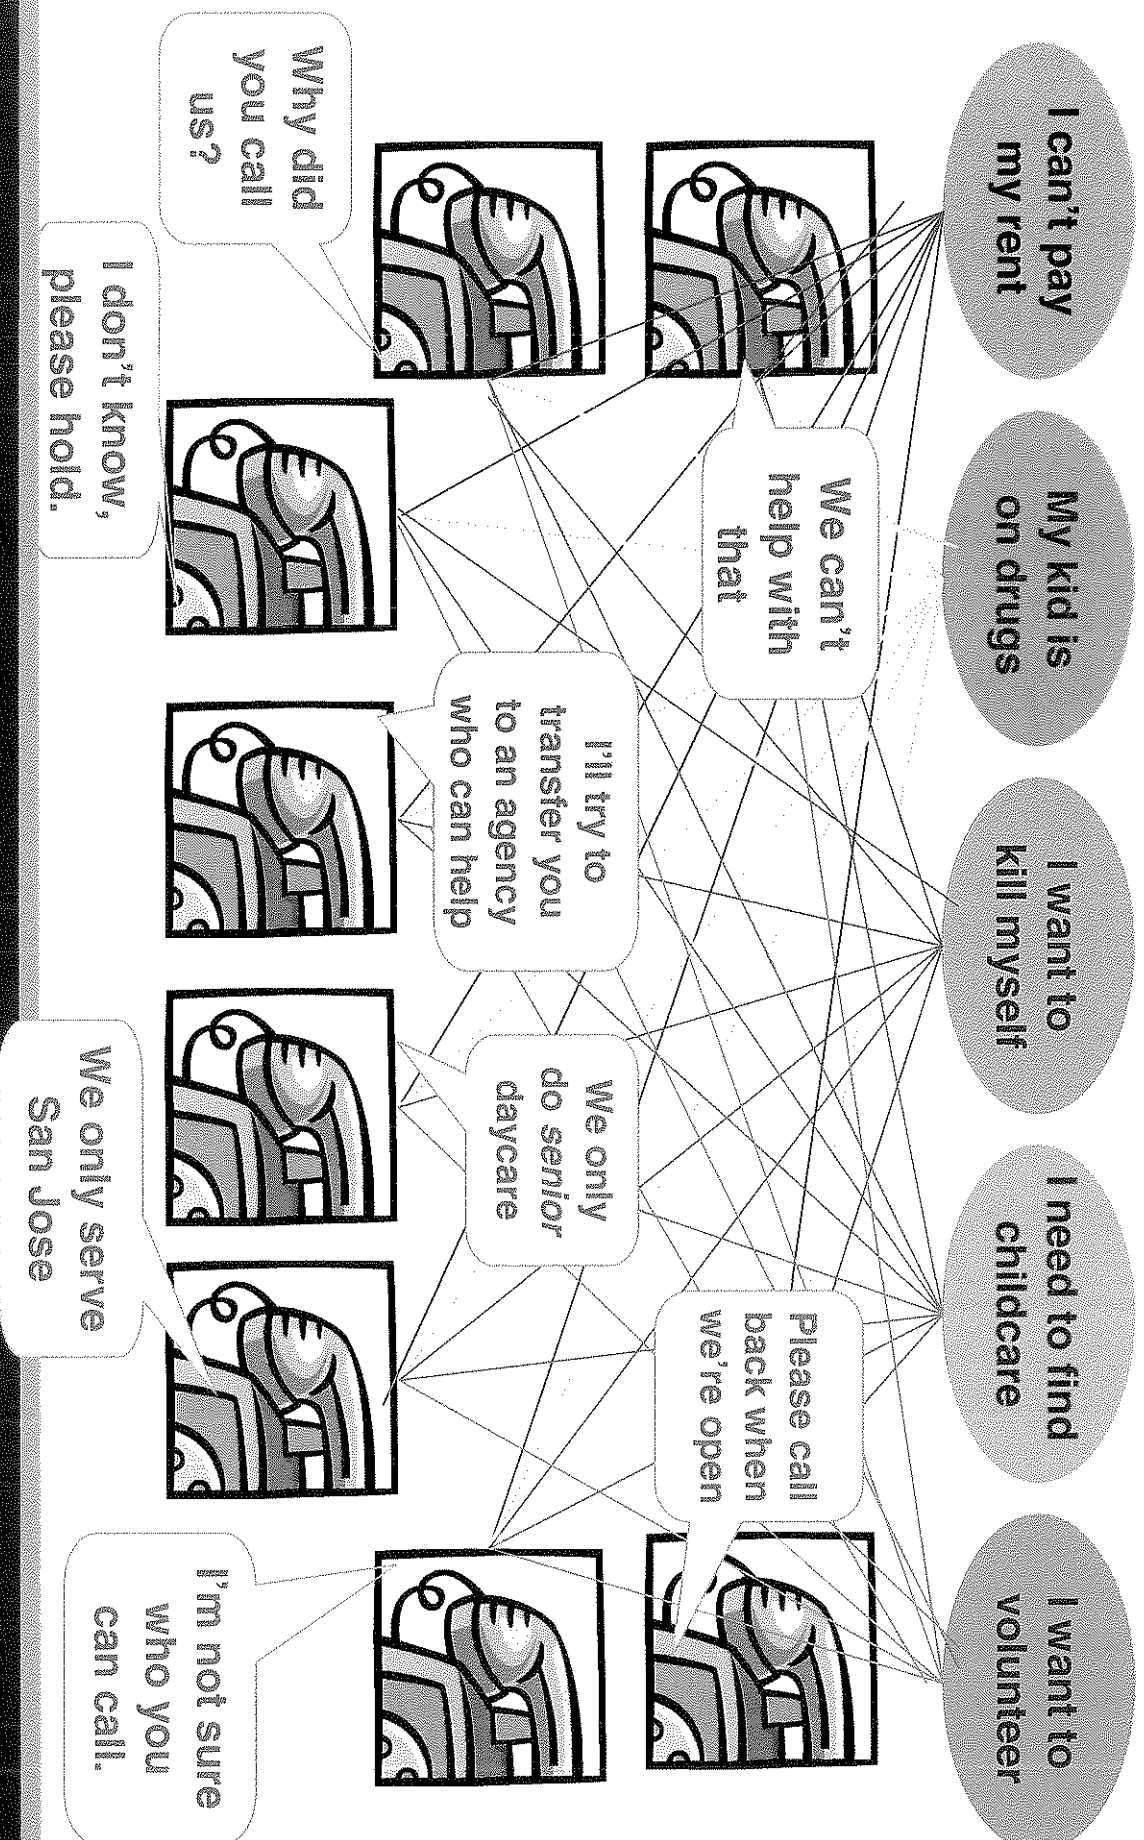 I can't pay
my rent
My kid is
on drugs
I want to
kill myself
I need to find
childcare
I want to
volunteer
We can't
help with
that
Please call
back when
we're open
I'll try to
transfer you
to an agency
who can help
We only
do senior
daycare
Why did
you call
us?
I don't know,
please hold.
We only serve
San Jose
I'm not sure
who you
can call.